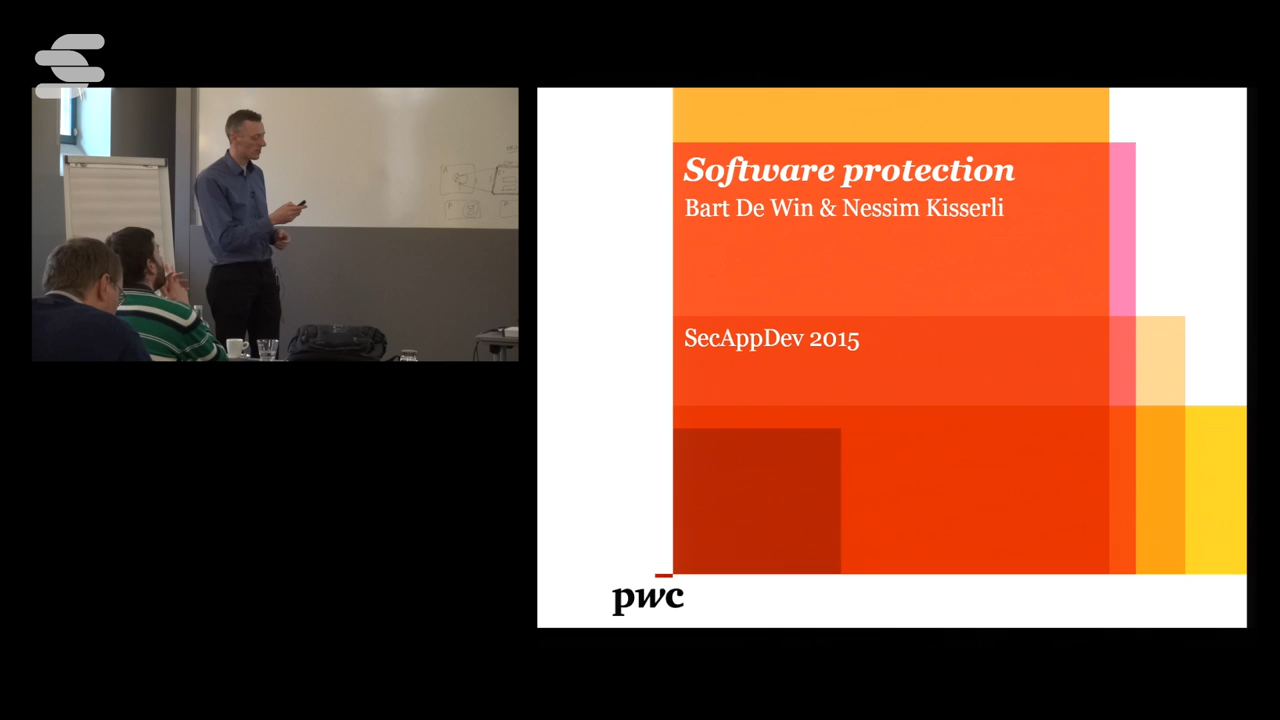 Software protection
Bart De Win & Nessim Kisserli
SecAppDev 2015
pwc